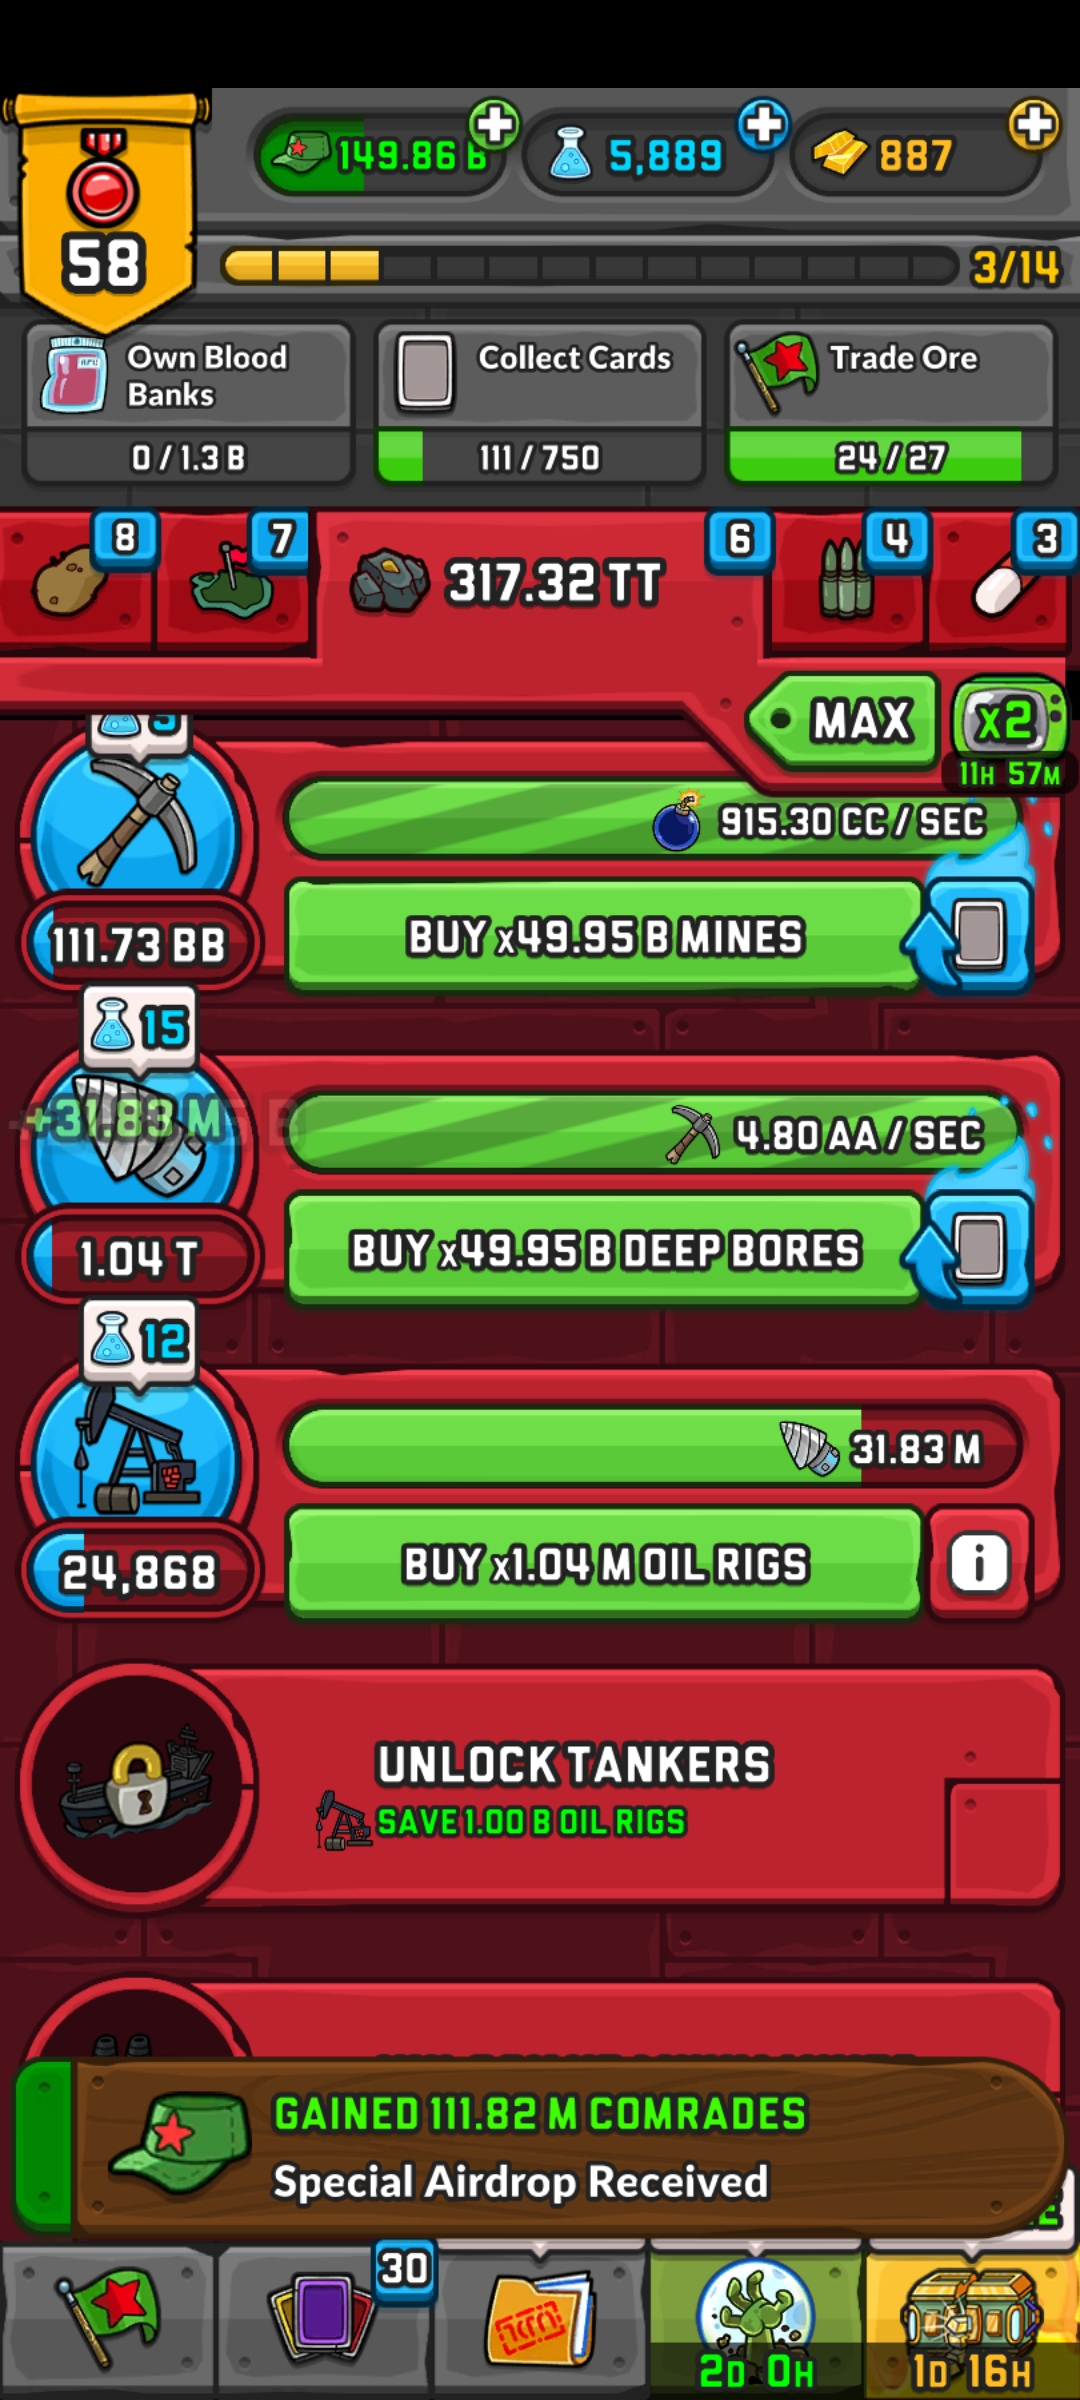 149.86 B
5,889
887
58
3/14
Own Blood Banks
Collect Cards
Trade Ore
0 / 1.3 B
111 / 750
24 / 27
8
7
317.32 TT
6
4
3
MAX
x2
11H 57M
915.30 CC / SEC
BUY x49.95 B MINES
111.73 BB
15
+31.83 M
4.80 AA / SEC
BUY x49.95 B DEEP BORES
1.04 T
12
31.83 M
BUY x1.04 M OIL RIGS
24,868
UNLOCK TANKERS
SAVE 1.00 B OIL RIGS
GAINED 111.82 M COMRADES
Special Airdrop Received
30
2D 0H
1D 16H